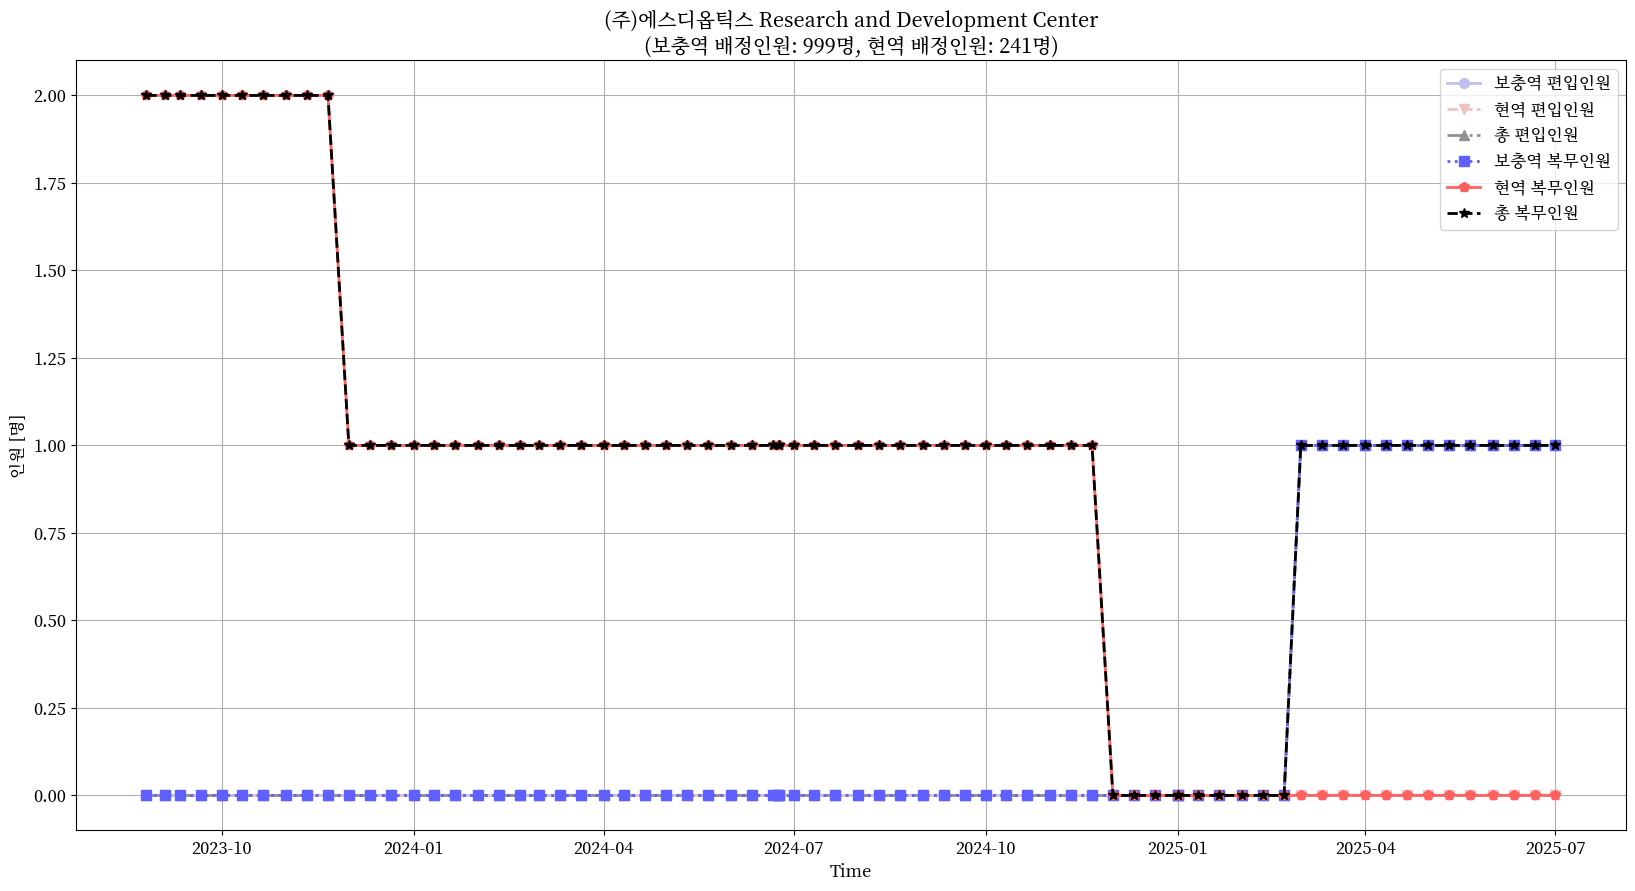 (주)에스디옵틱스 Research and Development Center
(보충역 배정인원: 999명, 현역 배정인원: 241명)
보충역 편입인원
현역 편입인원
총 편입인원
보충역 복무인원
현역 복무인원
총 복무인원
인원 [명]
2.00
1.75
1.50
1.25
1.00
0.75
0.50
0.25
0.00
2023-10
2024-01
2024-04
2024-07
2024-10
2025-01
2025-04
2025-07
Time